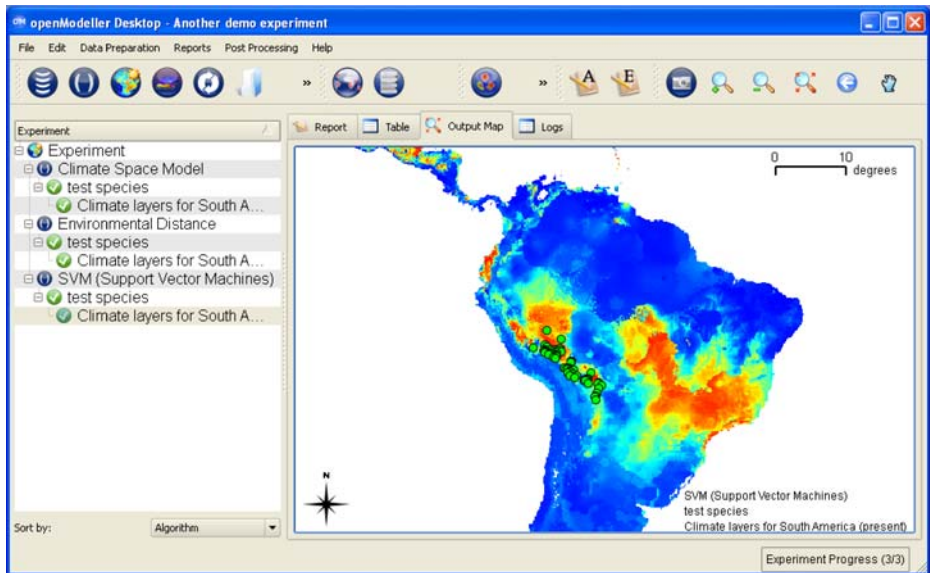 openModeller Desktop - Another demo experiment
File Edit Data Preparation Reports Post Processing Help
» »
A E
Experiment
Report Table Output Map Logs
Experiment
Climate Space Model
test species
Climate layers for South A...
Environmental Distance
test species
Climate layers for South A...
SVM (Support Vector Machines)
test species
Climate layers for South A...
0 10
degrees
N
SVM (Support Vector Machines)
test species
Climate layers for South America (present)
Sort by: Algorithm
Experiment Progress (3/3)